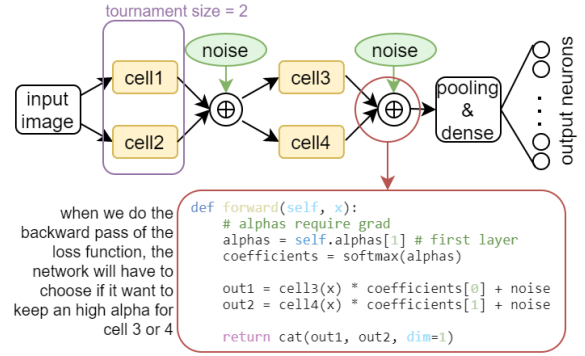 tournament size = 2
noise
noise
cell1
cell3
input
image
pooling
&
dense
cell2
cell4
output neurons
when we do the
backward pass of the
loss function, the
network will have to
choose if it want to
keep an high alpha for
cell 3 or 4
def forward(self, x):
# alphas require grad
alphas = self.alphas[1] # first layer
coefficients = softmax(alphas)
out1 = cell3(x) * coefficients[0] + noise
out2 = cell4(x) * coefficients[1] + noise
return cat(out1, out2, dim=1)